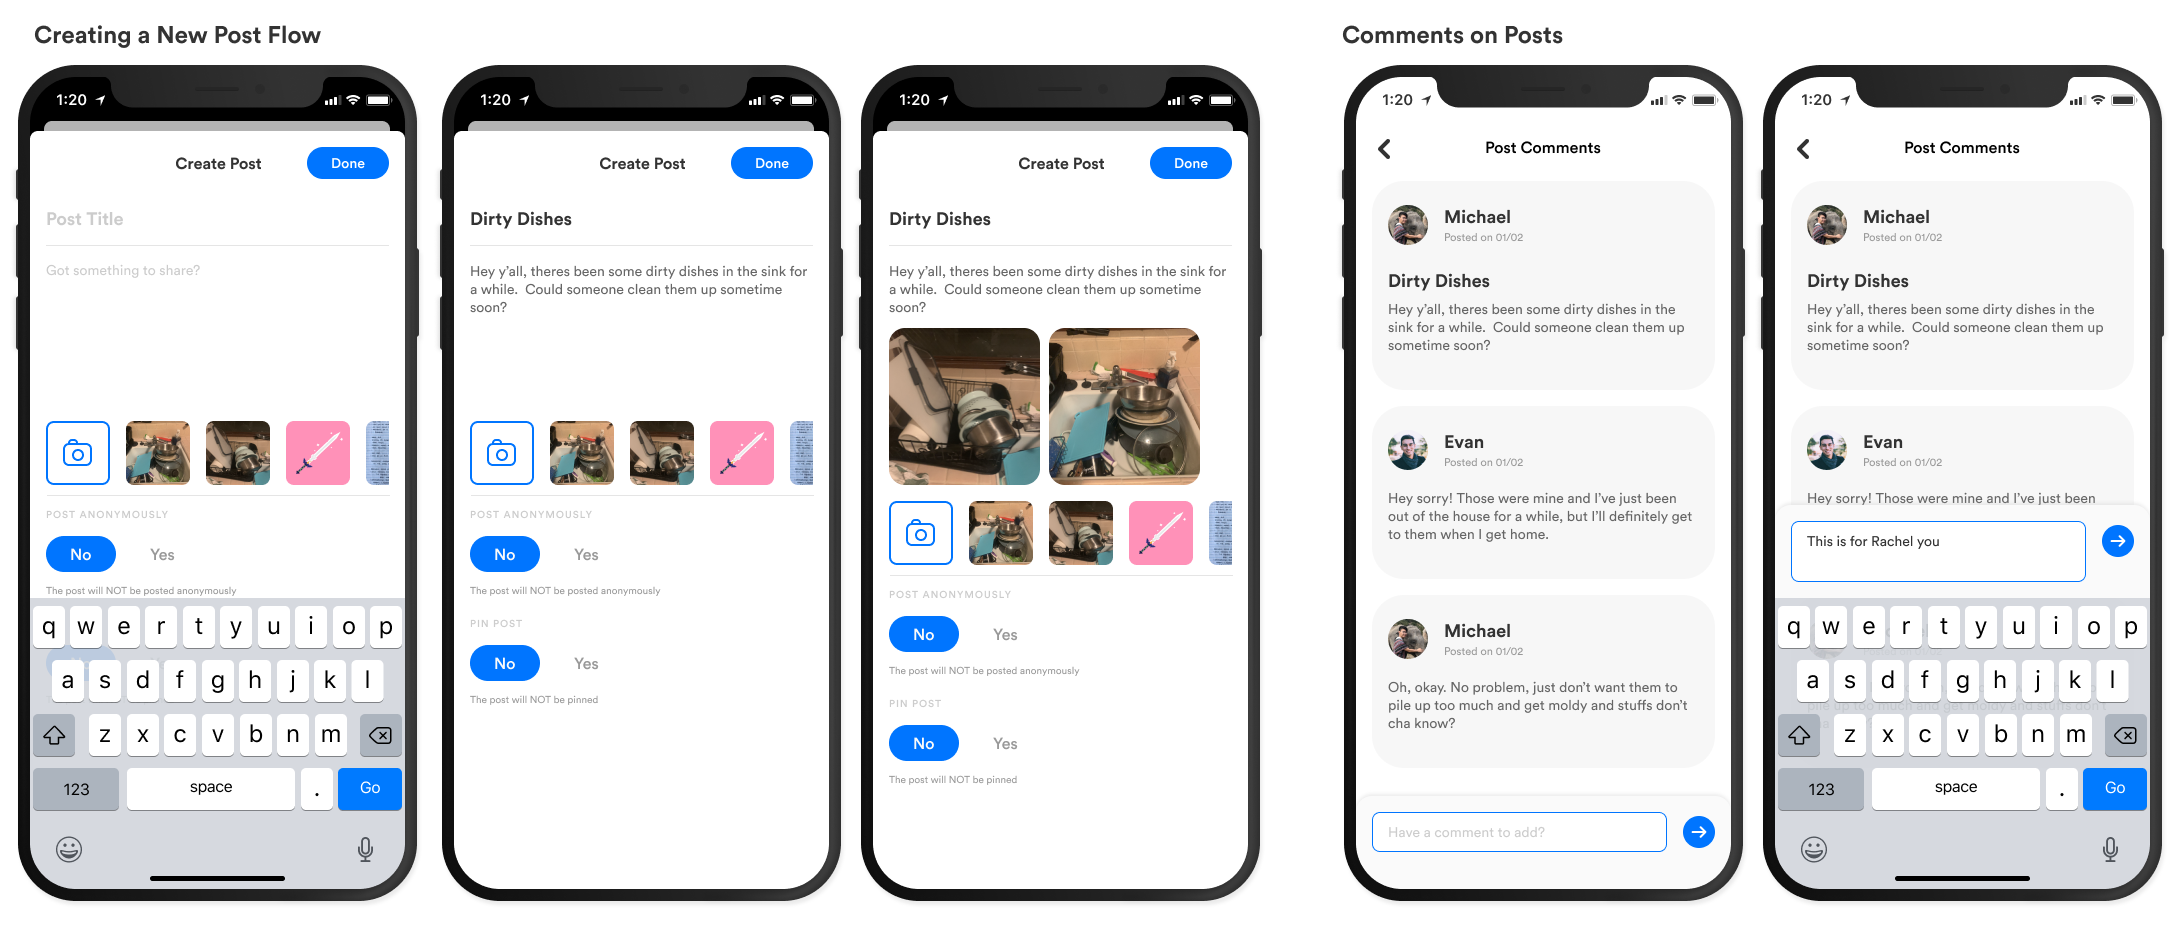 Creating a New Post Flow
1:20
Create Post
Done
Post Title
Got something to share?
POST ANONYMOUSLY
No
Yes
The post will NOT be posted anonymously
q w e r t y u i o p
a s d f g h j k l
z x c v b n m
123
space
.
Go
1:20
Create Post
Done
Dirty Dishes
Hey y'all, theres been some dirty dishes in the sink for
a while.  Could someone clean them up sometime
soon?
POST ANONYMOUSLY
No
Yes
The post will NOT be posted anonymously
PIN POST
No
Yes
The post will NOT be pinned
1:20
Create Post
Done
Dirty Dishes
Hey y'all, theres been some dirty dishes in the sink for
a while.  Could someone clean them up sometime
soon?
POST ANONYMOUSLY
No
Yes
The post will NOT be posted anonymously
PIN POST
No
Yes
The post will NOT be pinned
Comments on Posts
1:20
Post Comments
Michael
Posted on 01/02
Dirty Dishes
Hey y'all, theres been some dirty dishes in the
sink for a while.  Could someone clean them up
sometime soon?
Evan
Posted on 01/02
Hey sorry! Those were mine and I've just been
out of the house for a while, but I'll definitely get
to them when I get home.
Michael
Posted on 01/02
Oh, okay. No problem, just don't want them to
pile up too much and get moldy and stuffs don't
cha know?
Have a comment to add?
1:20
Post Comments
Michael
Posted on 01/02
Dirty Dishes
Hey y'all, theres been some dirty dishes in the
sink for a while.  Could someone clean them up
sometime soon?
Evan
Posted on 01/02
Hey sorry! Those were mine and I've just been
This is for Rachel you
q w e r t y u i o p
a s d f g h j k l
pile up too much and get moldy and stuffs don't
z x c v b n m
123
space
.
Go